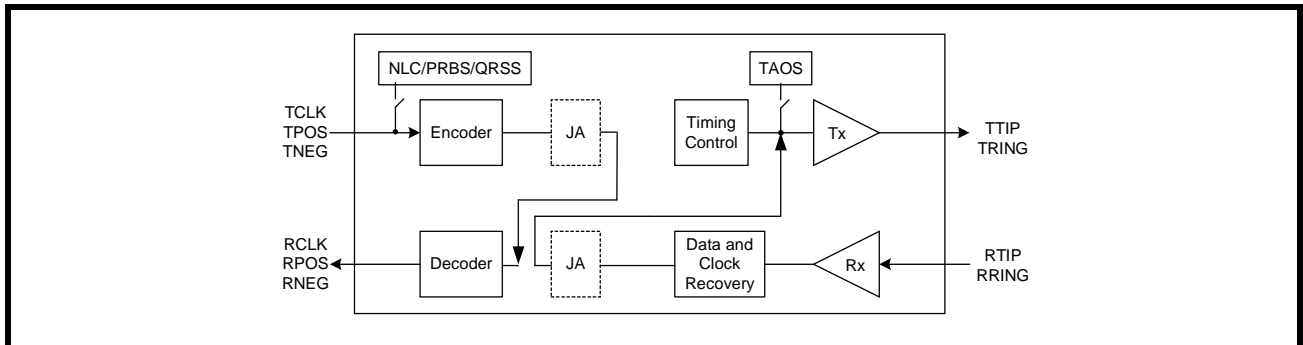 NLC/PRBS/QRSS
TAOS
TCLK
TPOS
TNEG
Encoder
JA
Timing
Control
Tx
TTIP
TRING
RCLK
RPOS
RNEG
Decoder
JA
Data and
Clock
Recovery
Rx
RTIP
RRING